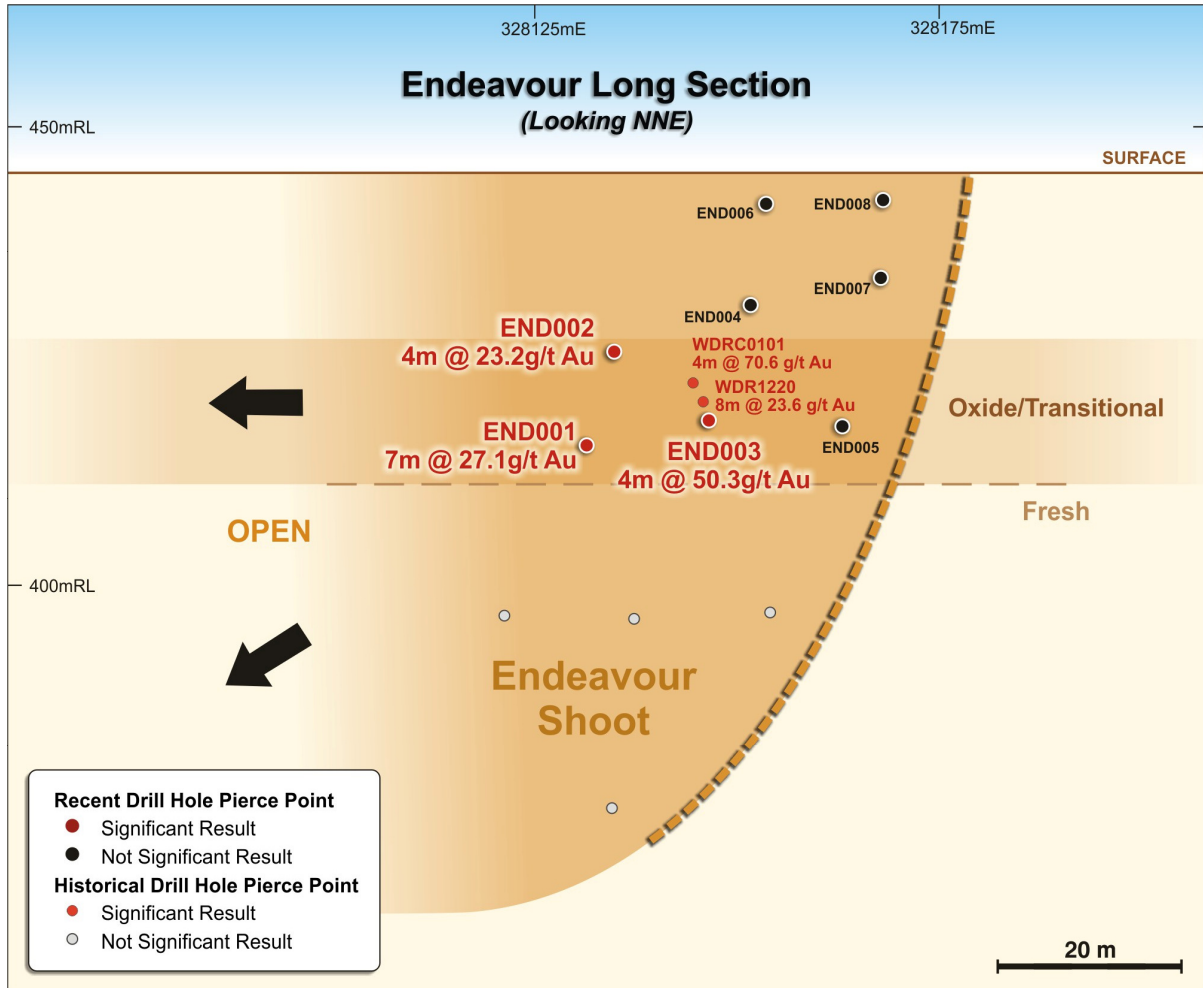 328125mE
328175mE
Endeavour Long Section
(Looking NNE)
450mRL
SURFACE
END006
END008
END007
END004
END002
4m @ 23.2g/t Au
WDRC0101
4m @ 70.6 g/t Au
WDR1220
8m @ 23.6 g/t Au
Oxide/Transitional
END001
7m @ 27.1g/t Au
END003
4m @ 50.3g/t Au
END005
OPEN
Fresh
400mRL
Endeavour
Shoot
Recent Drill Hole Pierce Point
Significant Result
Not Significant Result
Historical Drill Hole Pierce Point
Significant Result
Not Significant Result
20 m